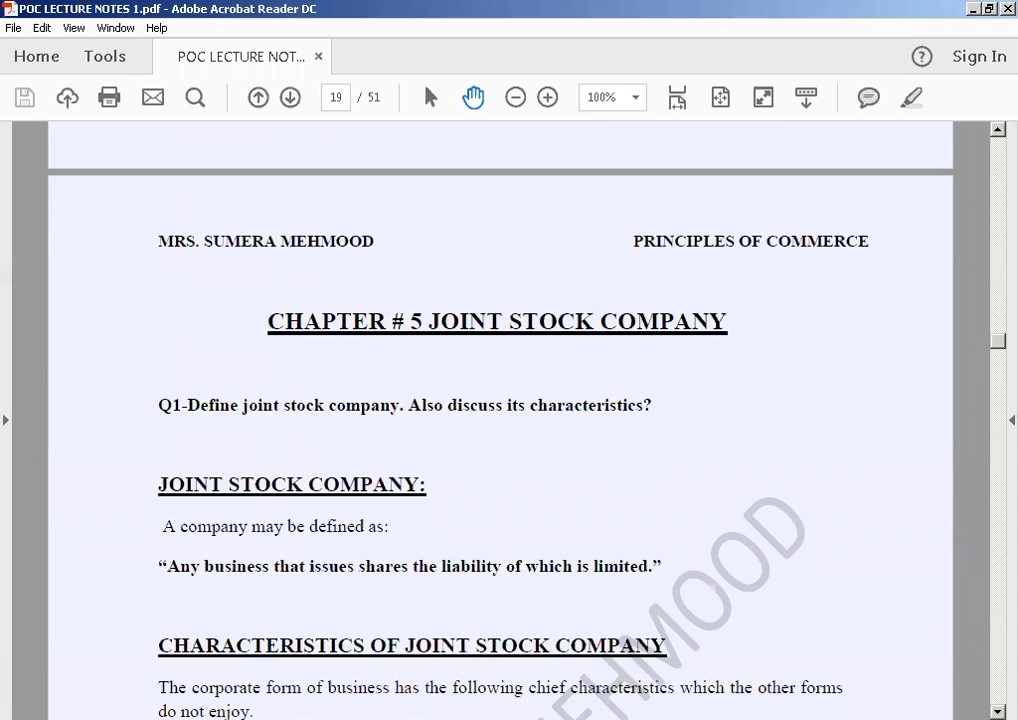 POC LECTURE NOTES 1.pdf - Adobe Acrobat Reader DC
File Edit View Window Help
Home Tools POC LECTURE NOT... × Sign In
19 / 51 100%
MRS. SUMERA MEHMOOD PRINCIPLES OF COMMERCE
CHAPTER # 5 JOINT STOCK COMPANY
Q1-Define joint stock company. Also discuss its characteristics?
JOINT STOCK COMPANY:
A company may be defined as:
“Any business that issues shares the liability of which is limited.”
CHARACTERISTICS OF JOINT STOCK COMPANY
The corporate form of business has the following chief characteristics which the other forms
do not enjoy.